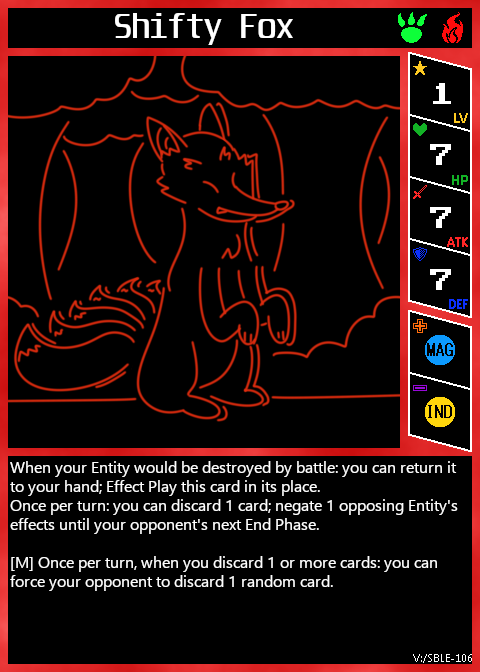 Shifty Fox
1
LV
7
HP
7
ATK
7
DEF
MAG
IND
When your Entity would be destroyed by battle: you can return it
to your hand; Effect Play this card in its place.
Once per turn: you can discard 1 card; negate 1 opposing Entity's
effects until your opponent's next End Phase.
[M] Once per turn, when you discard 1 or more cards: you can
force your opponent to discard 1 random card.
V:/SBLE-106